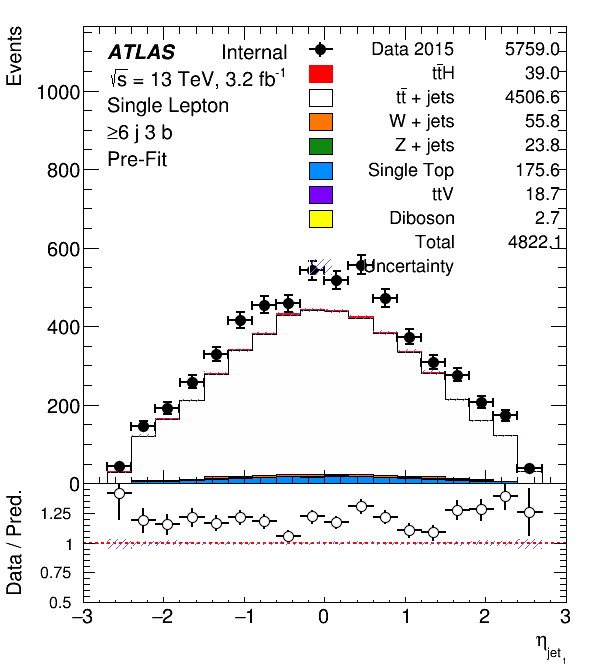 Events
ATLAS Internal
√s = 13 TeV, 3.2 fb⁻¹
Single Lepton
≥6 j 3 b
Pre-Fit
Data 2015 5759.0
tt̄H 39.0
tt̄ + jets 4506.6
W + jets 55.8
Z + jets 23.8
Single Top 175.6
ttV 18.7
Diboson 2.7
Total 4822.1
Uncertainty
1000
800
600
400
200
0
Data / Pred.
1.25
1
0.75
0.5
−3 −2 −1 0 1 2 3
η_jet_1